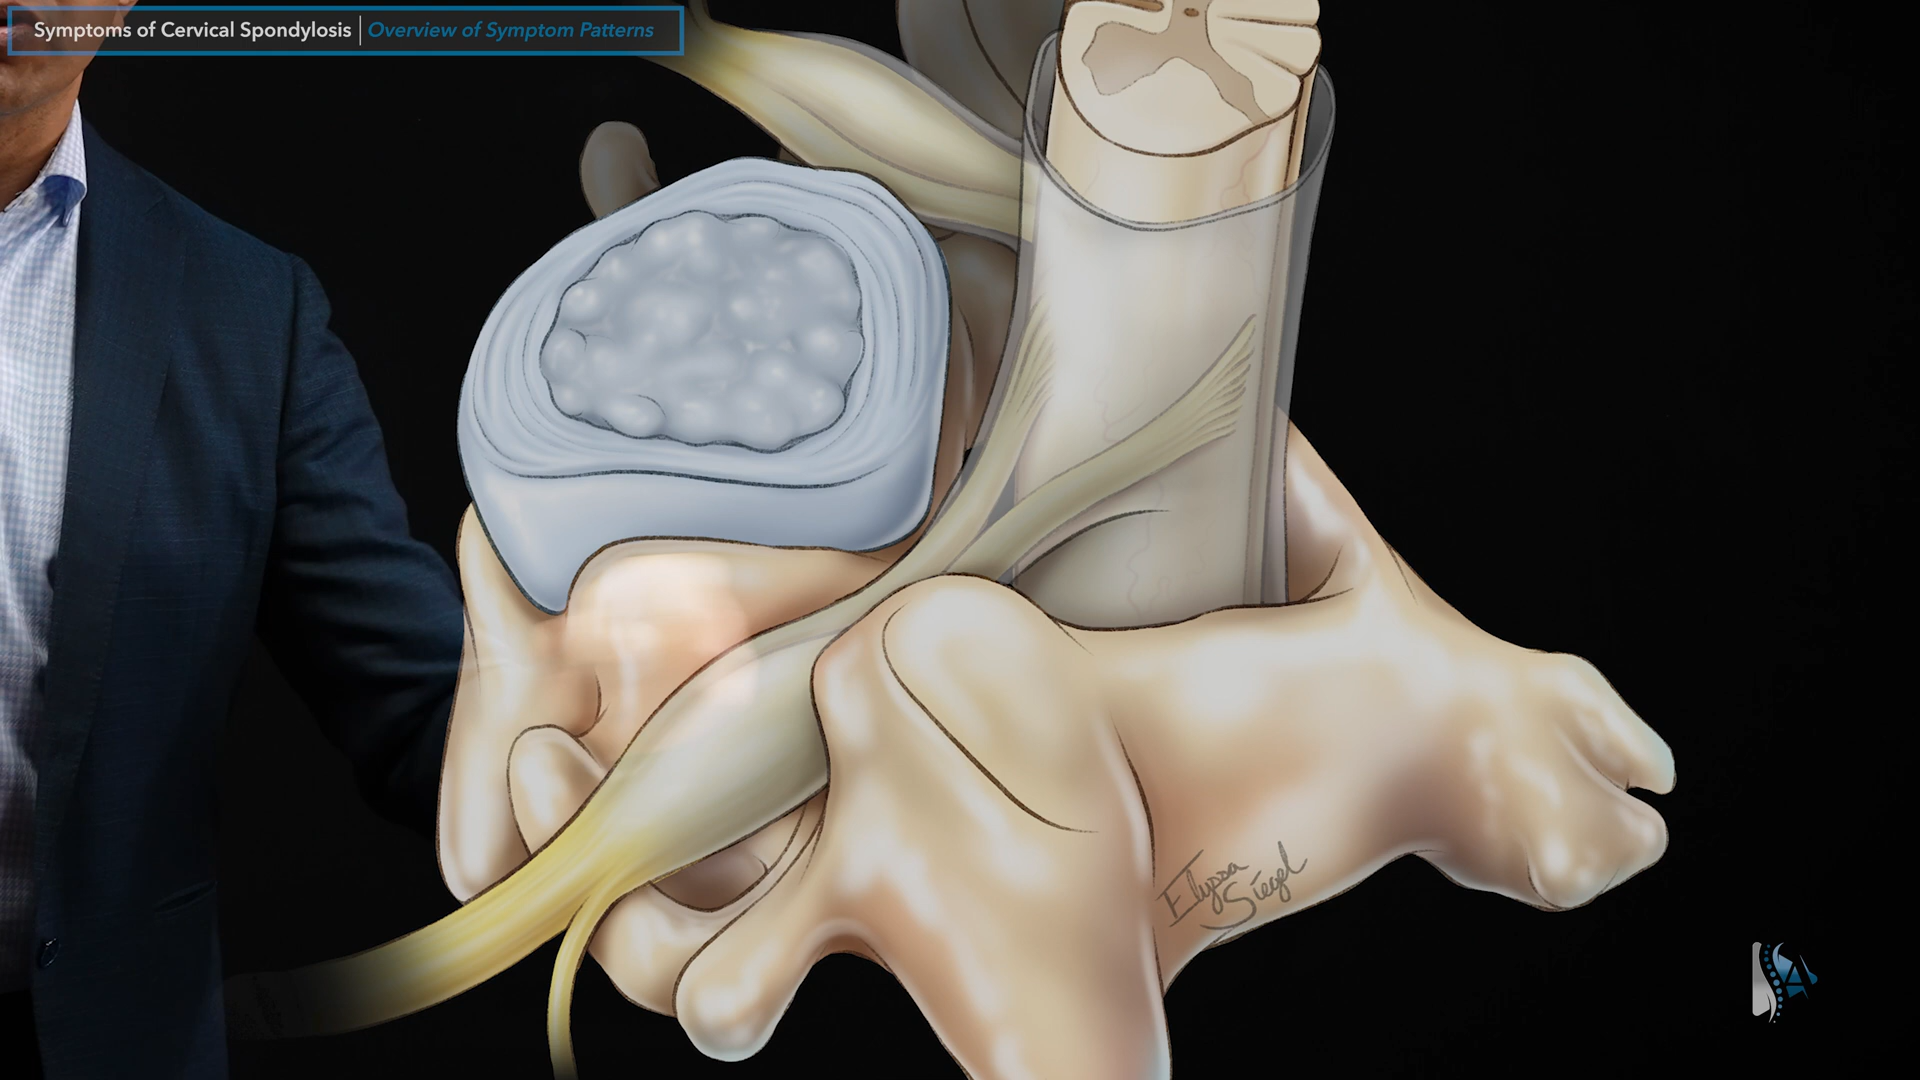 Symptoms of Cervical Spondylosis | Overview of Symptom Patterns
Elyssa
Siegel